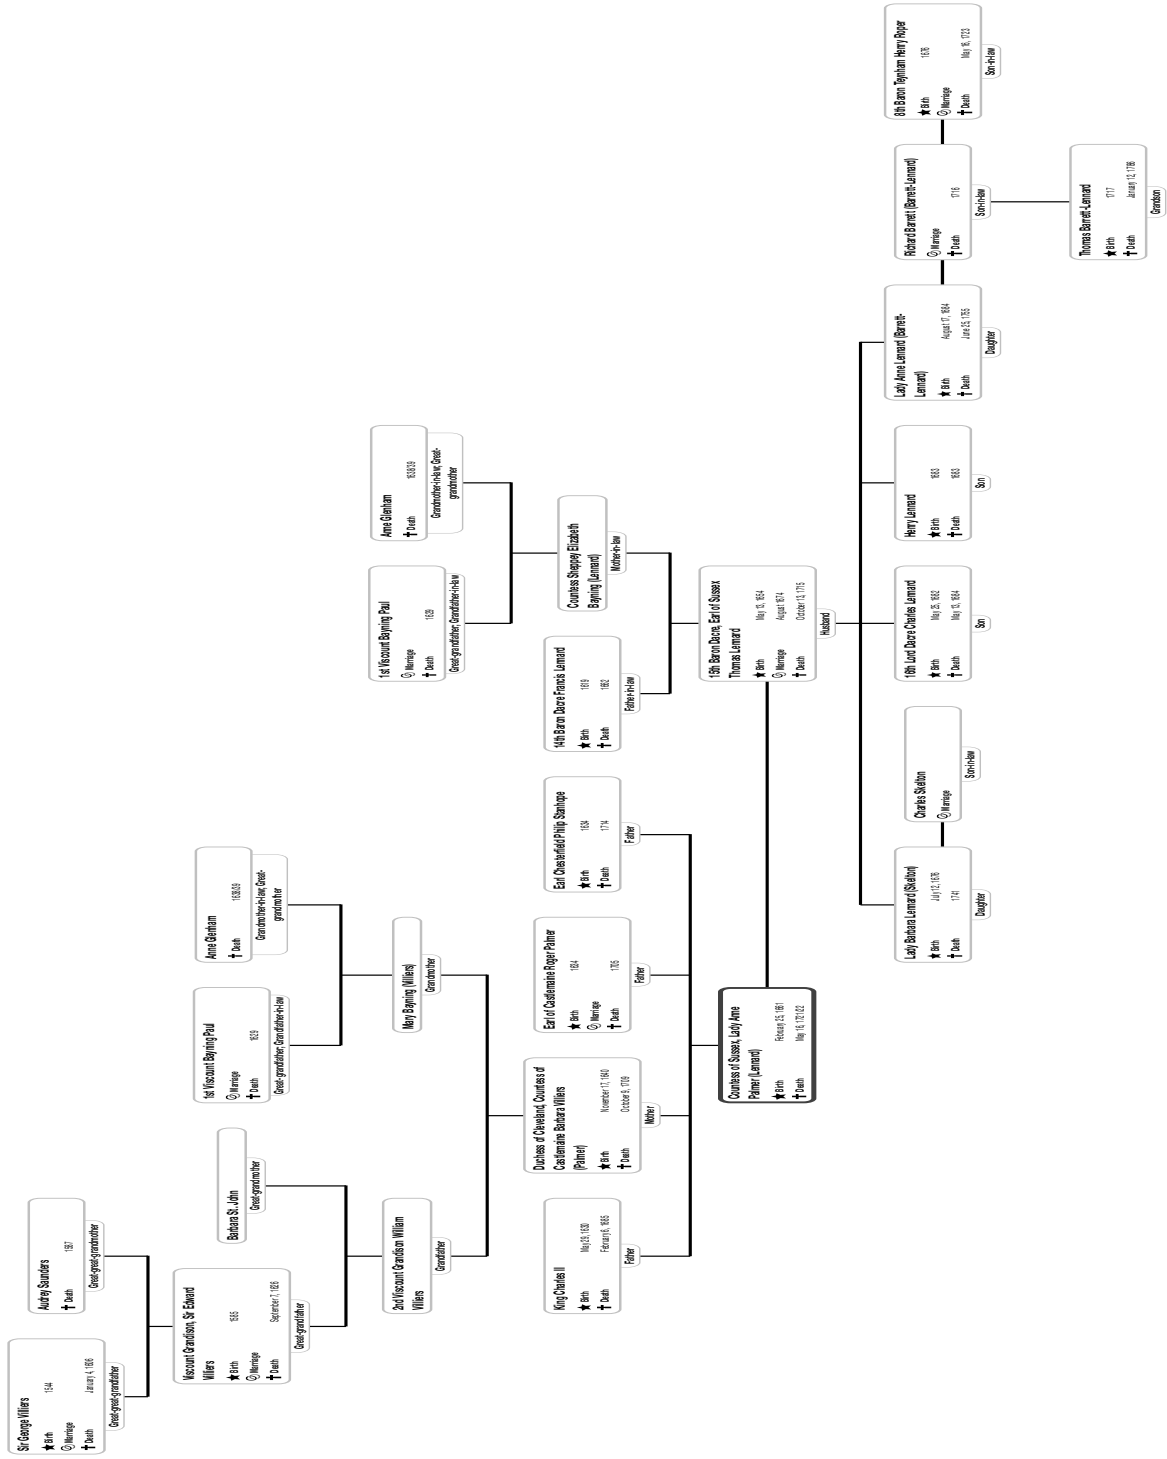 Sir George Villiers
Birth 1544
Marriage
Death January 4, 1606
Great-great-grandfather
Audrey Saunders
Death 1587
Great-great-grandmother
Viscount Grandison, Sir Edward
Villiers
Birth 1585
Marriage
Death September 7, 1626
Great-grandfather
Barbara St. John
Great-grandmother
1st Viscount Bayning Paul
Marriage
Death 1629
Great-grandfather; Grandfather-in-law
Anne Glenham
Death 1638/39
Grandmother-in-law; Great-
grandmother
2nd Viscount Grandison William
Villiers
Grandfather
Mary Bayning (Villiers)
Grandmother
1st Viscount Bayning Paul
Marriage
Death 1629
Great-grandfather; Grandfather-in-law
Anne Glenham
Death 1638/39
Grandmother-in-law; Great-
grandmother
King Charles II
Birth May 29, 1630
Death February 6, 1685
Father
Duchess of Cleveland, Countess of
Castlemaine Barbara Villiers
(Palmer)
Birth November 17, 1640
Death October 9, 1709
Mother
Earl of Castlemaine Roger Palmer
Birth 1634
Marriage
Death 1705
Father
Earl Chesterfield Philip Stanhope
Birth 1634
Death 1714
Father
14th Baron Dacre Francis Lennard
Birth 1619
Death 1662
Father-in-law
Countess Sheppey Elizabeth
Bayning (Lennard)
Mother-in-law
Countess of Sussex, Lady Anne
Palmer (Lennard)
Birth February 25, 1661
Death May 16, 1721/22
15th Baron Dacre, Earl of Sussex
Thomas Lennard
Birth May 13, 1654
Marriage August 1674
Death October 13, 1715
Husband
Lady Barbara Lennard (Skelton)
Birth July 12, 1676
Death 1741
Daughter
Charles Skelton
Marriage
Son-in-law
16th Lord Dacre Charles Lennard
Birth May 25, 1682
Death May 13, 1684
Son
Henry Lennard
Birth 1683
Death 1683
Son
Lady Anne Lennard (Barrett-
Lennard)
Birth August 17, 1684
Death June 25, 1755
Daughter
Richard Barrett (Barrett-Lennard)
Marriage
Death 1716
Son-in-law
8th Baron Teynham Henry Roper
Birth 1676
Marriage
Death May 16, 1723
Son-in-law
Thomas Barrett-Lennard
Birth 1717
Death January 12, 1786
Grandson